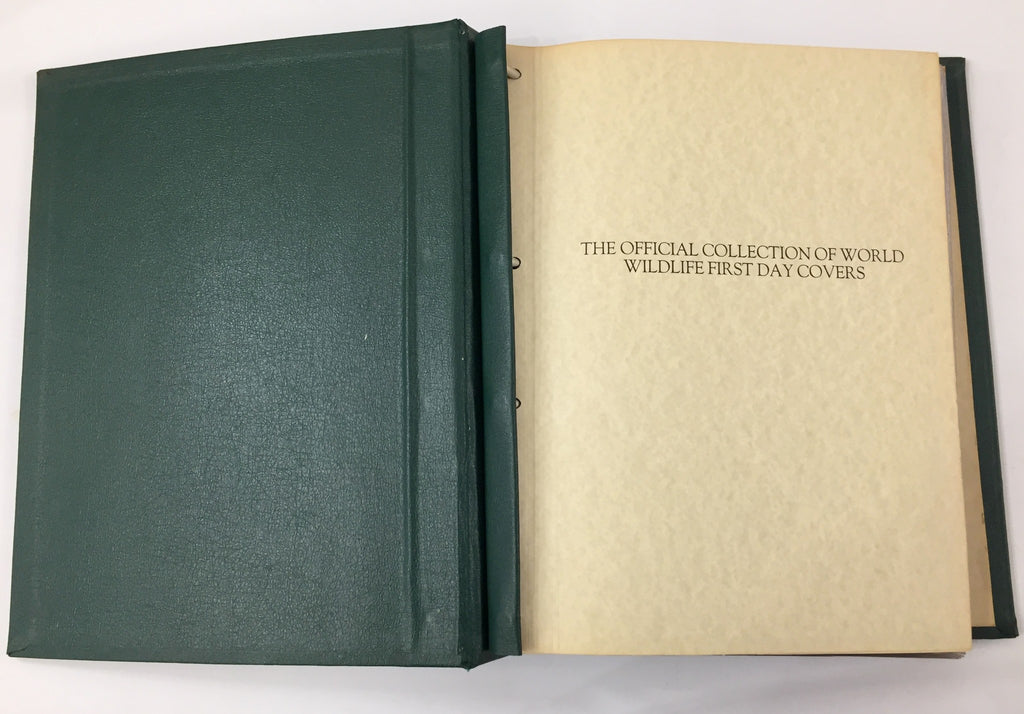 THE OFFICIAL COLLECTION OF WORLD
WILDLIFE FIRST DAY COVERS